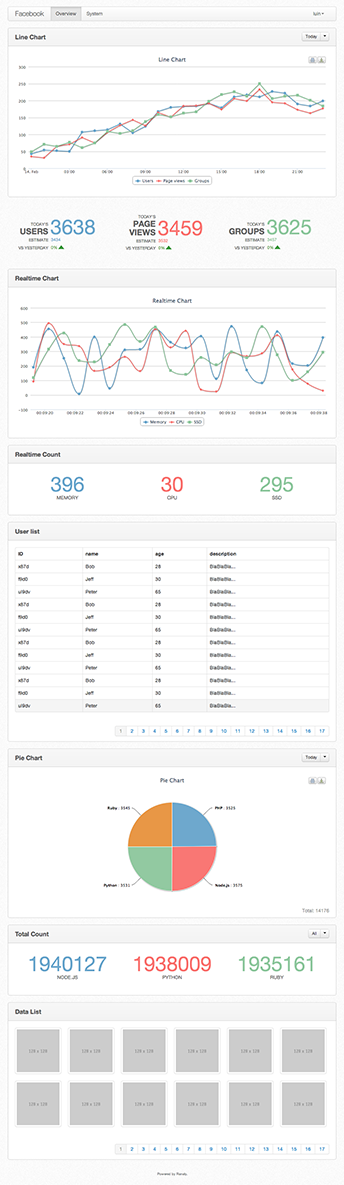 Facebook Overview System
Line Chart Today
Line Chart
300
250
200
150
100
50
0
14. Feb 03:00 06:00 09:00 12:00 15:00 18:00 21:00
Users Page views Groups
TODAY'S USERS 3638
ESTIMATE 3434
VS YESTERDAY 0%
TODAY'S PAGE VIEWS 3459
ESTIMATE 3032
VS YESTERDAY 0%
TODAY'S GROUPS 3625
ESTIMATE 3457
VS YESTERDAY 0%
Realtime Chart
Realtime Chart
600
500
400
300
200
100
0
-100
00:09:20 00:09:22 00:09:24 00:09:26 00:09:28 00:09:30 00:09:32 00:09:34 00:09:36 00:09:38
Memory CPU SSD
Realtime Count
396 30 295
MEMORY CPU SSD
User list
ID name age description
x87d Bob 28 BlaBlaBla...
f9d0 Jeff 30 BlaBlaBla...
ul9dv Peter 65 BlaBlaBla...
x87d Bob 28 BlaBlaBla...
f9d0 Jeff 30 BlaBlaBla...
ul9dv Peter 65 BlaBlaBla...
x87d Bob 28 BlaBlaBla...
f9d0 Jeff 30 BlaBlaBla...
ul9dv Peter 65 BlaBlaBla...
x87d Bob 28 BlaBlaBla...
f9d0 Jeff 30 BlaBlaBla...
ul9dv Peter 65 BlaBlaBla...
1 2 3 4 5 6 7 8 9 10 11 12 13 14 15 16 17
Pie Chart Today
Pie Chart
Ruby : 3545 PHP : 3525
Python : 3531 Node.js : 3575
Total: 14176
Total Count All
1940127 1938009 1935161
NODE.JS PYTHON RUBY
Data List
128 x 128 128 x 128 128 x 128 128 x 128 128 x 128 128 x 128
128 x 128 128 x 128 128 x 128 128 x 128 128 x 128 128 x 128
1 2 3 4 5 6 7 8 9 10 11 12 13 14 15 16 17
Powered by